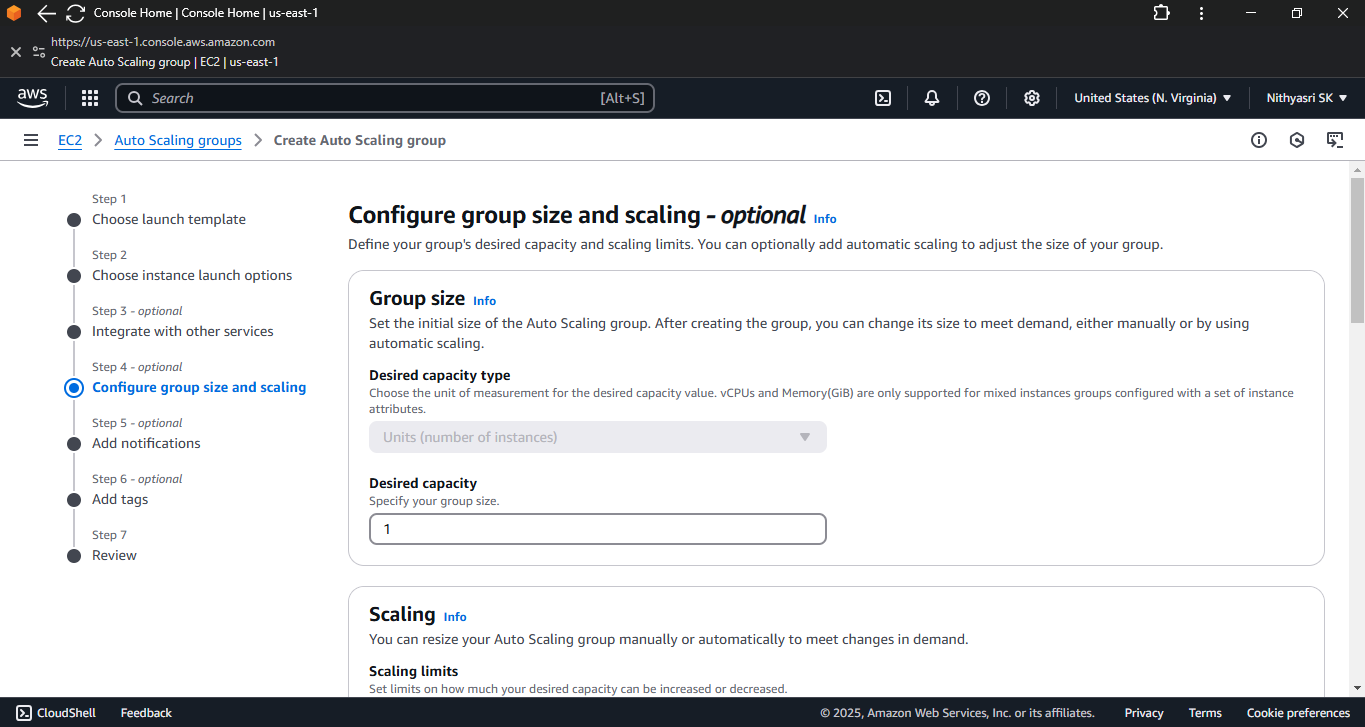 Console Home | Console Home | us-east-1
https://us-east-1.console.aws.amazon.com
Create Auto Scaling group | EC2 | us-east-1
aws
Search
[Alt+S]
United States (N. Virginia)
Nithyasri SK
EC2
Auto Scaling groups
Create Auto Scaling group
Step 1
Choose launch template
Step 2
Choose instance launch options
Step 3 - optional
Integrate with other services
Step 4 - optional
Configure group size and scaling
Step 5 - optional
Add notifications
Step 6 - optional
Add tags
Step 7
Review
Configure group size and scaling - optional Info
Define your group's desired capacity and scaling limits. You can optionally add automatic scaling to adjust the size of your group.
Group size Info
Set the initial size of the Auto Scaling group. After creating the group, you can change its size to meet demand, either manually or by using
automatic scaling.
Desired capacity type
Choose the unit of measurement for the desired capacity value. vCPUs and Memory(GiB) are only supported for mixed instances groups configured with a set of instance
attributes.
Units (number of instances)
Desired capacity
Specify your group size.
1
Scaling Info
You can resize your Auto Scaling group manually or automatically to meet changes in demand.
Scaling limits
Set limits on how much your desired capacity can be increased or decreased.
CloudShell
Feedback
© 2025, Amazon Web Services, Inc. or its affiliates.
Privacy
Terms
Cookie preferences